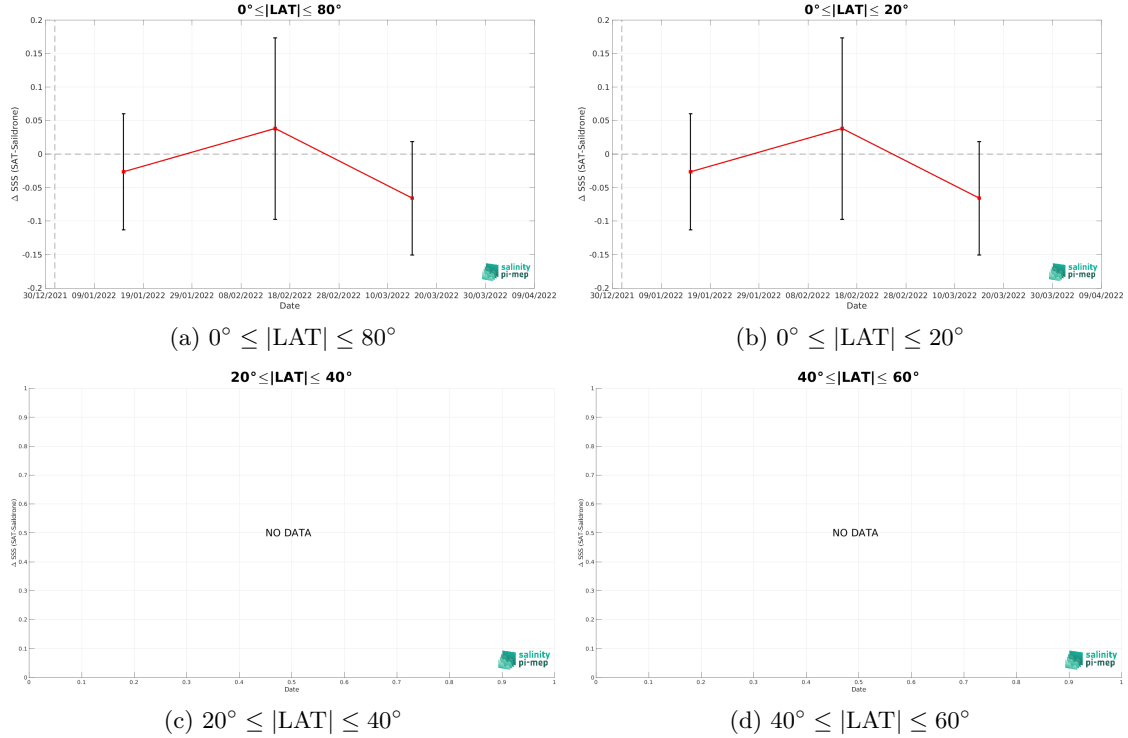 0°≤|LAT|≤ 80°
0.2
0.15
0.1
0.05
0
-0.05
-0.1
-0.15
-0.2
Δ SSS (SAT-Saildrone)
30/12/2021 09/01/2022 19/01/2022 29/01/2022 08/02/2022 18/02/2022 28/02/2022 10/03/2022 20/03/2022 30/03/2022 09/04/2022
Date
salinity
pi-mep
(a) 0° ≤ |LAT| ≤ 80°
0°≤|LAT|≤ 20°
0.2
0.15
0.1
0.05
0
-0.05
-0.1
-0.15
-0.2
Δ SSS (SAT-Saildrone)
30/12/2021 09/01/2022 19/01/2022 29/01/2022 08/02/2022 18/02/2022 28/02/2022 10/03/2022 20/03/2022 30/03/2022 09/04/2022
Date
salinity
pi-mep
(b) 0° ≤ |LAT| ≤ 20°
20°≤|LAT|≤ 40°
1
0.9
0.8
0.7
0.6
0.5
0.4
0.3
0.2
0.1
0
Δ SSS (SAT-Saildrone)
NO DATA
0 0.1 0.2 0.3 0.4 0.5 0.6 0.7 0.8 0.9 1
Date
salinity
pi-mep
(c) 20° ≤ |LAT| ≤ 40°
40°≤|LAT|≤ 60°
1
0.9
0.8
0.7
0.6
0.5
0.4
0.3
0.2
0.1
0
Δ SSS (SAT-Saildrone)
NO DATA
0 0.1 0.2 0.3 0.4 0.5 0.6 0.7 0.8 0.9 1
Date
salinity
pi-mep
(d) 40° ≤ |LAT| ≤ 60°